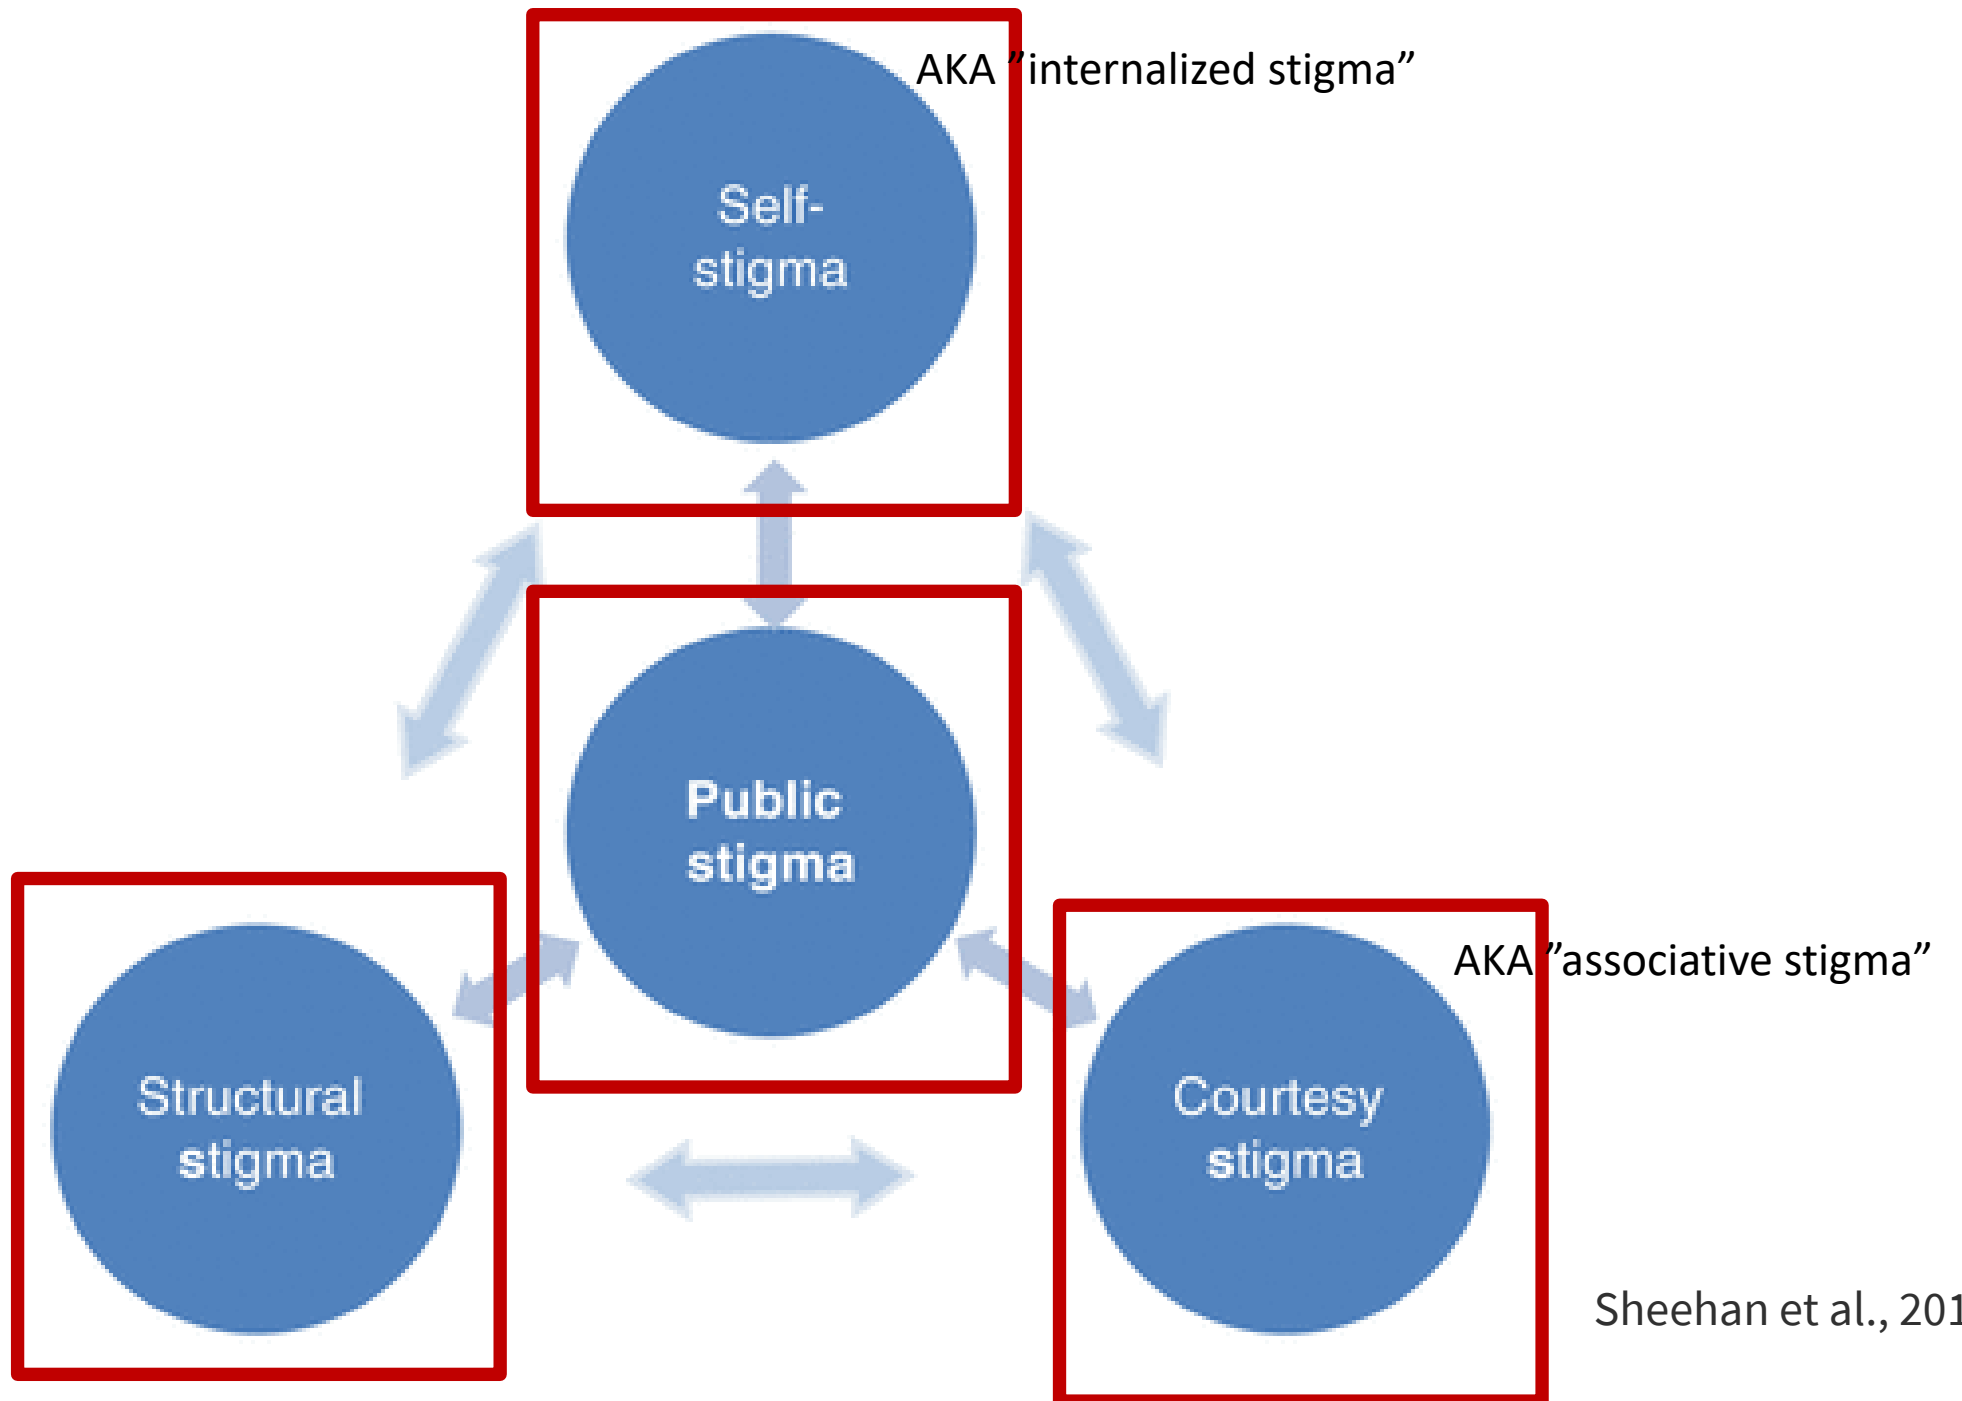 AKA ”internalized stigma”
Self-
stigma
Public
stigma
AKA ”associative stigma”
Structural
stigma
Courtesy
stigma
Sheehan et al., 201